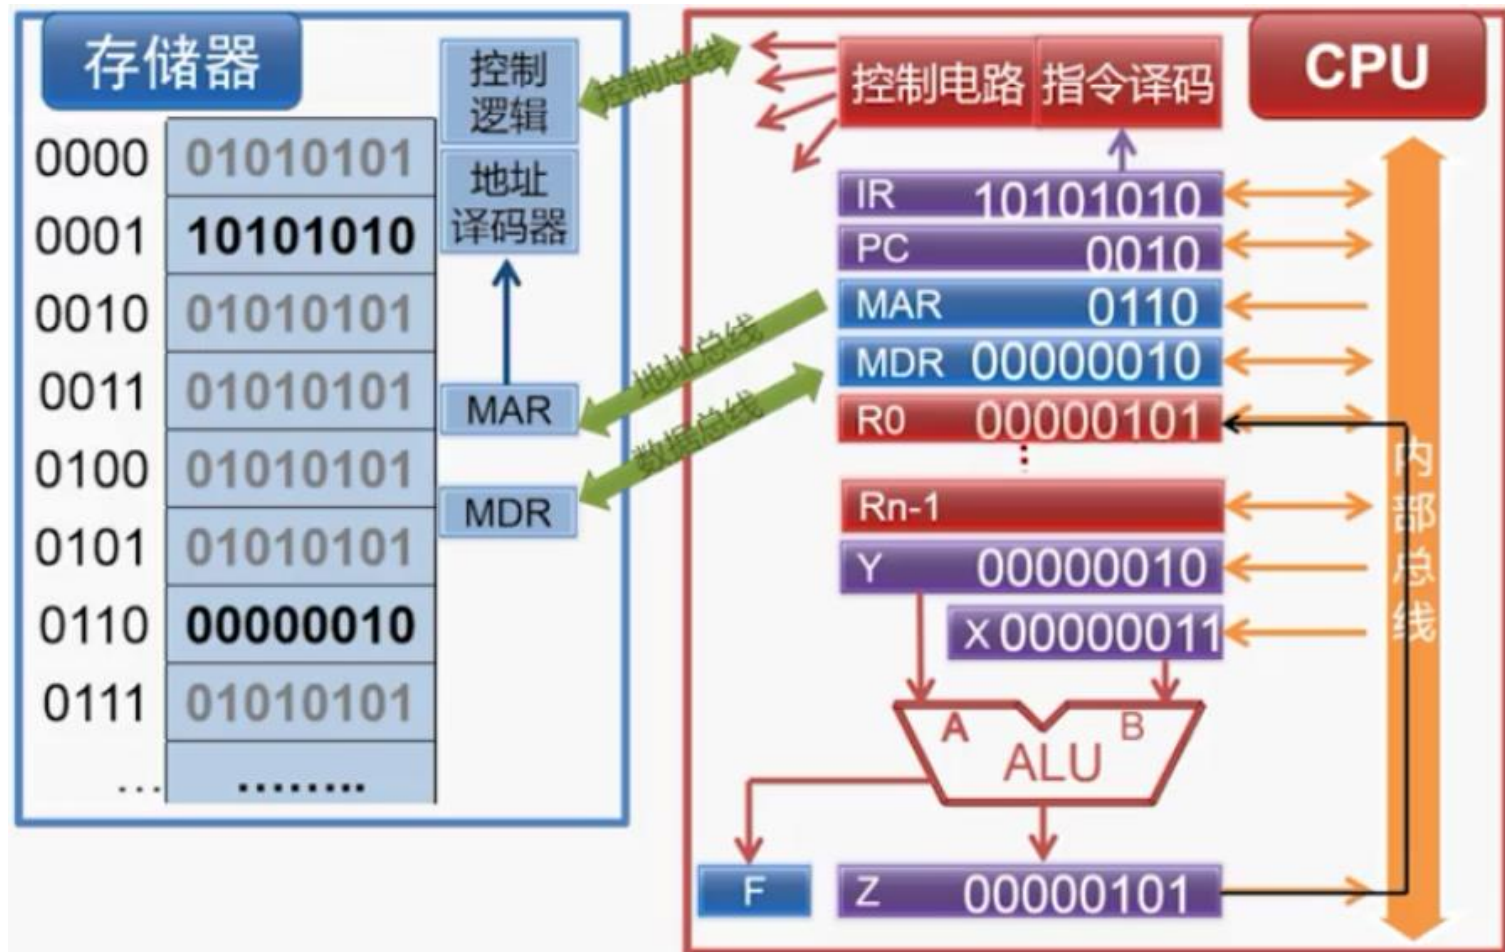 存储器
控制
逻辑
地址
译码器
0000 01010101
0001 10101010
0010 01010101
0011 01010101
0100 01010101
0101 01010101
0110 00000010
0111 01010101
... ........
MAR
MDR
控制总线
地址总线
数据总线
CPU
控制电路 指令译码
IR 10101010
PC 0010
MAR 0110
MDR 00000010
R0 00000101
⋮
Rn-1
Y 00000010
X 00000011
A B
ALU
F
Z 00000101
内部总线